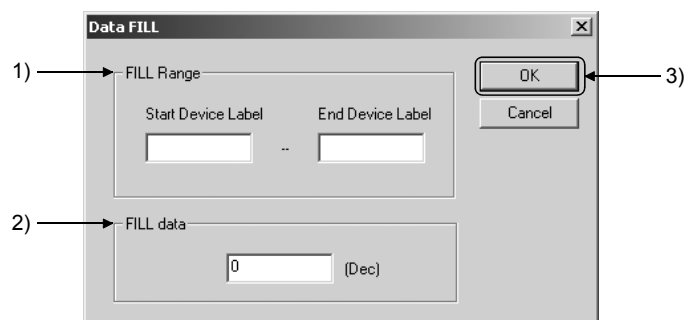 Data FILL
1)
FILL Range
OK
3)
Start Device Label
End Device Label
Cancel
--
2)
FILL data
0
(Dec)